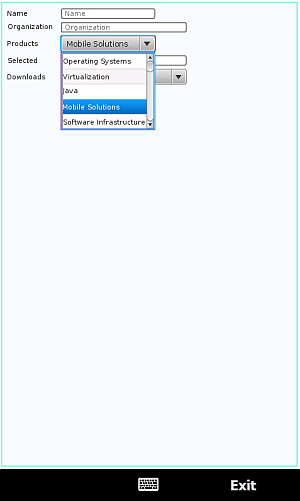 Name
Name
Organization
Organization
Products
Mobile Solutions
Selected
Downloads
Operating Systems
Virtualization
Java
Mobile Solutions
Software Infrastructure
Exit